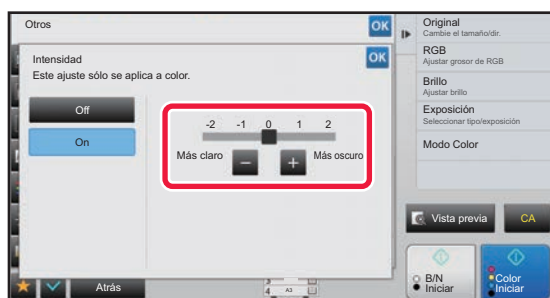 Otros
OK
Intensidad
OK
Este ajuste sólo se aplica a color.
Off
On
-2 -1 0 1 2
Más claro - + Más oscuro
Original
Cambie el tamaño/dir.
RGB
Ajustar grosor de RGB
Brillo
Ajustar brillo
Exposición
Seleccionar tipo/exposición
Modo Color
Vista previa
CA
B/N
Iniciar
Color
Iniciar
Atrás
3
4 A3